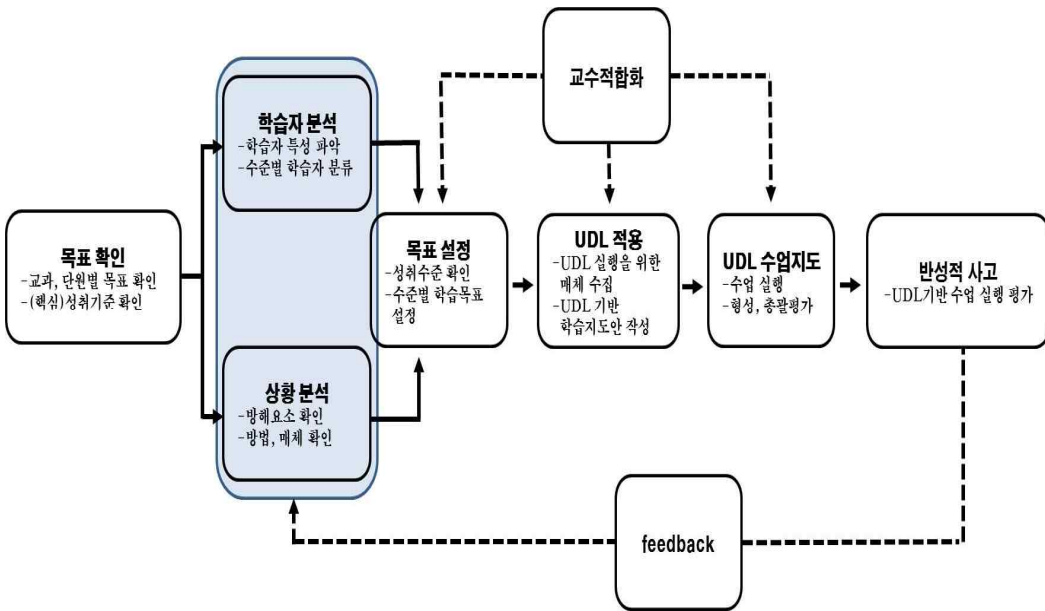 교수적합화
학습자 분석
-학습자 특성 파악
-수준별 학습자 분류
목표 확인
-교과, 단원별 목표 확인
-(핵심)성취기준 확인
상황 분석
-방해요소 확인
-방법, 매체 확인
목표 설정
-성취수준 확인
-수준별 학습목표
설정
UDL 적용
-UDL 실행을 위한
매체 수집
-UDL 기반
학습지도안 작성
UDL 수업지도
-수업 실행
-형성, 총괄평가
반성적 사고
-UDL기반 수업 실행 평가
feedback